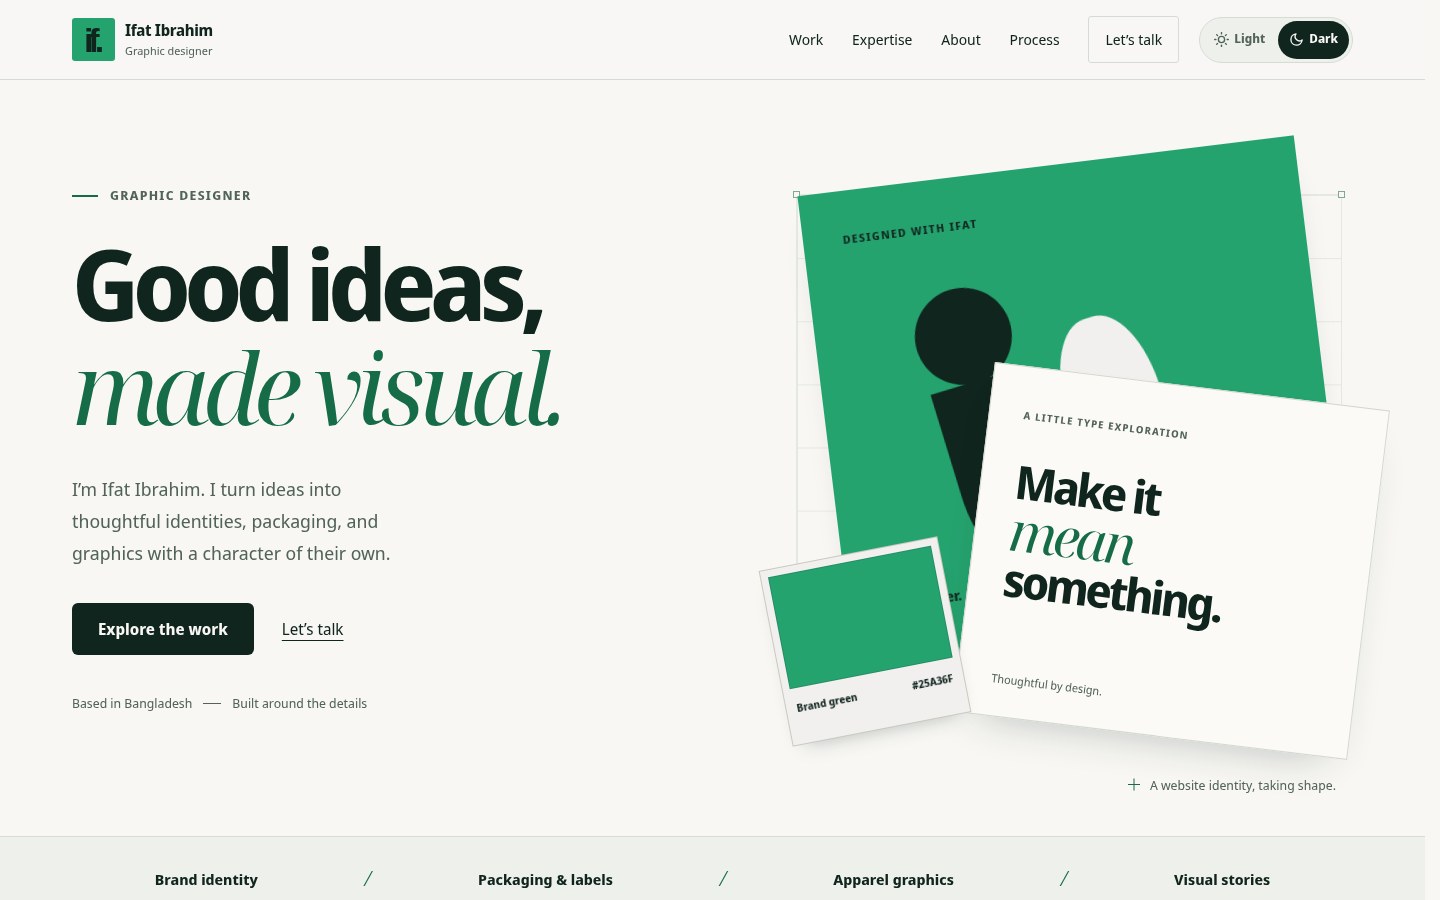 if.
Ifat Ibrahim
Graphic designer
Work
Expertise
About
Process
Let’s talk
Light
Dark
GRAPHIC DESIGNER
Good ideas,
made visual.
I’m Ifat Ibrahim. I turn ideas into
thoughtful identities, packaging, and
graphics with a character of their own.
Explore the work
Let’s talk
Based in Bangladesh — Built around the details
DESIGNED WITH IFAT
A LITTLE TYPE EXPLORATION
Make it
mean
something.
Thoughtful by design.
er.
Brand green
#25A36F
A website identity, taking shape.
Brand identity / Packaging & labels / Apparel graphics / Visual stories